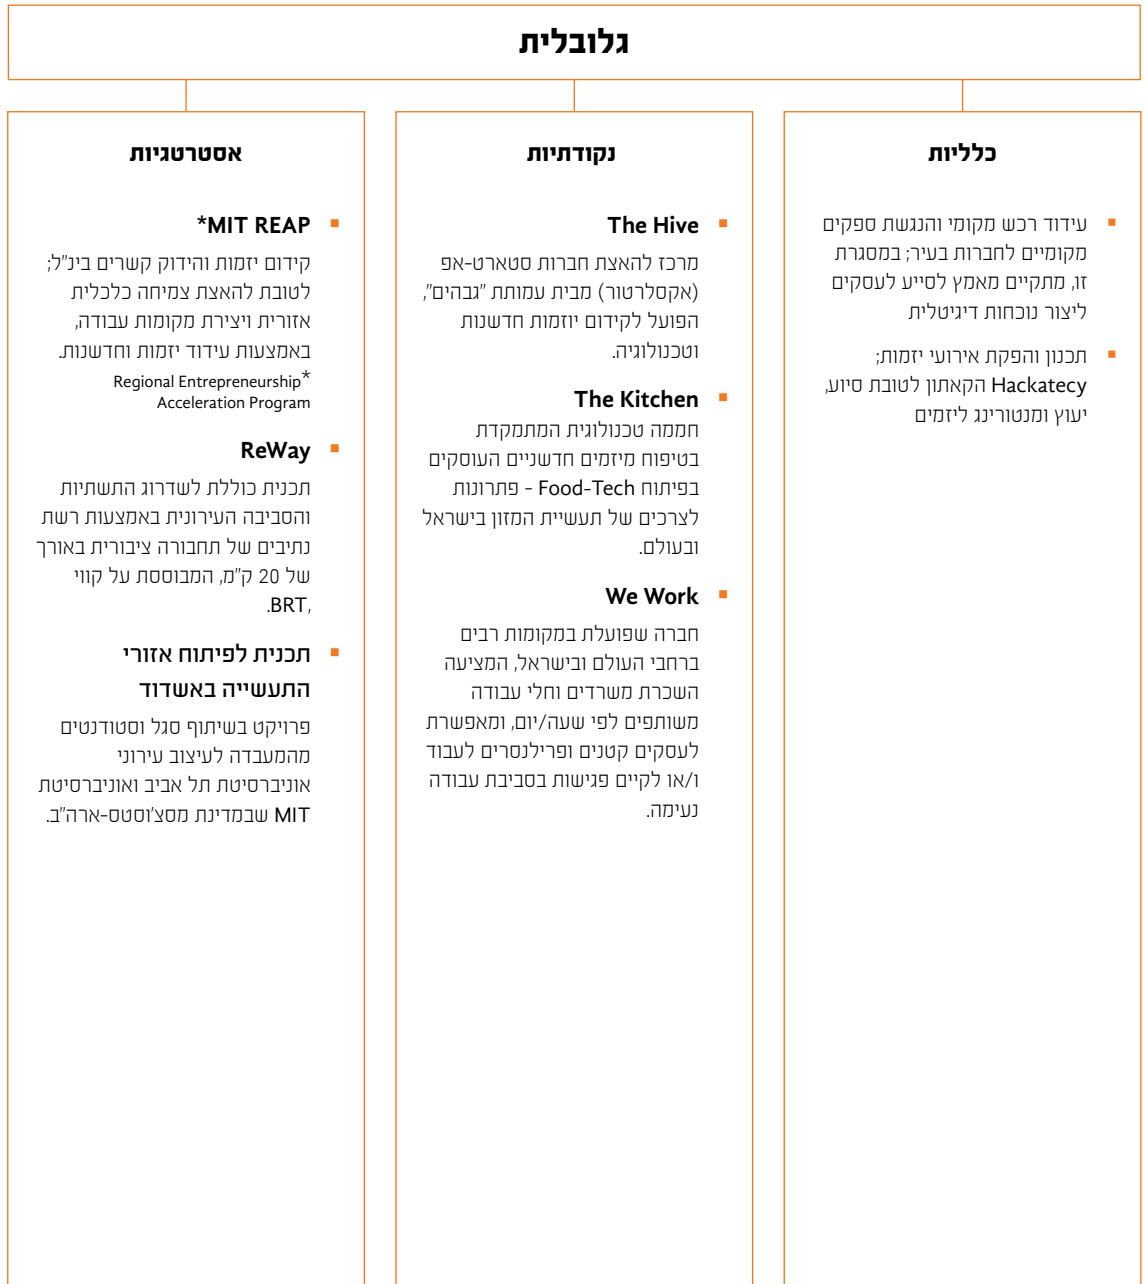 גלובלית
כלליות
עידוד רכש מקומי והנגשת ספקים
מקומיים לחברות בעיר; במסגרת
זו, מתקיים מאמץ לסייע לעסקים
ליצור נוכחות דיגיטלית
תכנון והפקת אירועי יזמות;
Hackatecy הקאתון לטובת סיוע,
יעוץ ומנטורינג ליזמים
נקודתיות
The Hive
מרכז להאצת חברות סטארט-אפ
(אקסלרטור) מבית עמותת "גבהים",
הפועל לקידום יוזמות חדשנות
וטכנולוגיה.
The Kitchen
חממה טכנולוגית המתמקדת
בטיפוח מיזמים חדשניים העוסקים
בפיתוח Food-Tech - פתרונות
לצרכים של תעשיית המזון בישראל
ובעולם.
We Work
חברה שפועלת במקומות רבים
ברחבי העולם ובישראל, המציעה
השכרת משרדים וחלי עבודה
משותפים לפי שעה/יום, ומאפשרת
לעסקים קטנים ופרילנסרים לעבוד
ו/או לקיים פגישות בסביבת עבודה
נעימה.
אסטרטגיות
*MIT REAP
קידום יזמות והידוק קשרים בינ"ל;
לטובת להאצת צמיחה כלכלית
אזורית ויצירת מקומות עבודה,
באמצעות עידוד יזמות וחדשנות.
Regional Entrepreneurship*
Acceleration Program
ReWay
תכנית כוללת לשדרוג התשתיות
והסביבה העירונית באמצעות רשת
נתיבים של תחבורה ציבורית באורך
של 20 ק"מ, המבוססת על קווי
.BRT,
תכנית לפיתוח אזורי
התעשייה באשדוד
פרויקט בשיתוף סגל וסטודנטים
מהמעבדה לעיצוב עירוני
אוניברסיטת תל אביב ואוניברסיטת
MIT שבמדינת מסצ'וסטס-ארה"ב.